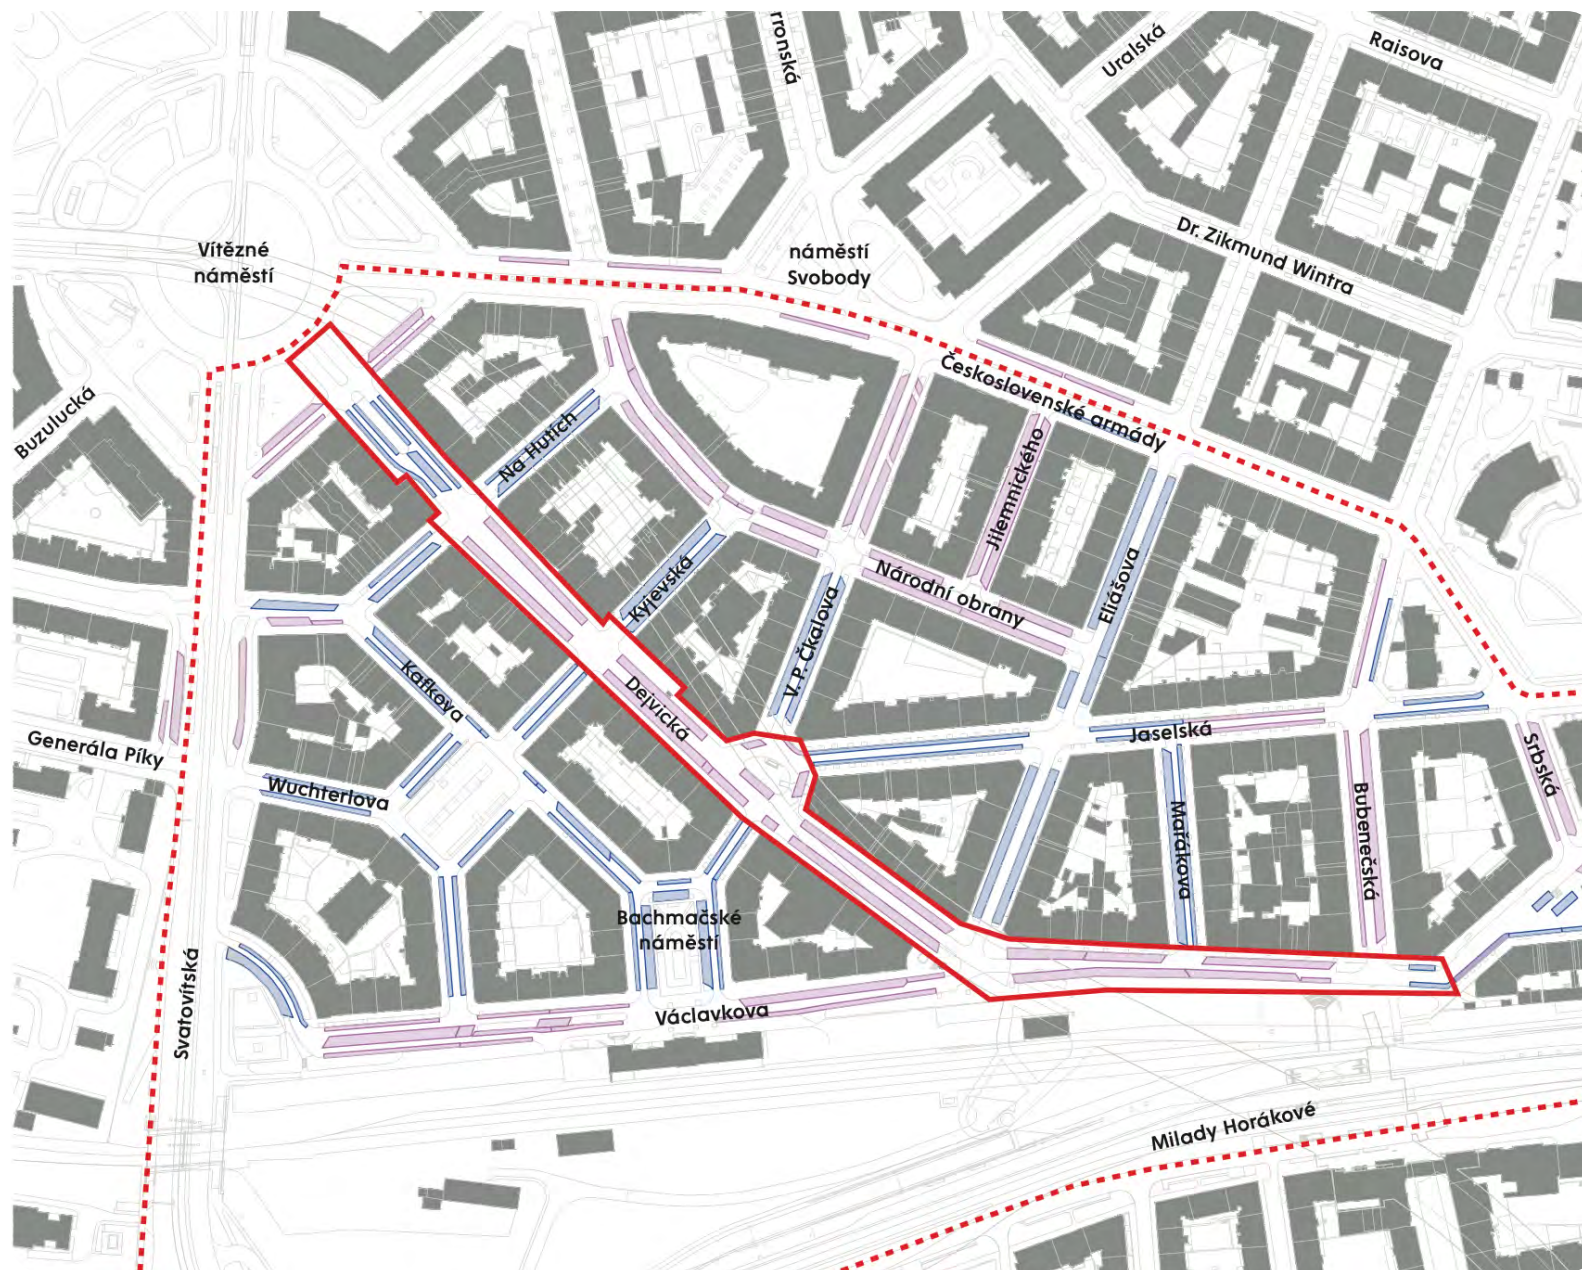 Uralská
Raisova
Vítězné
náměstí
náměstí
Svobody
Dr. Zikmund Wintra
Buzulucká
Československé armády
Na Hutích
Jilemnického
Kyjevská
Národní obrany
Eliášova
V. P. Čkalova
Kafkova
Dejvická
Generála Píky
Jaselská
Srbská
Wuchterlova
Mařákova
Bubenečská
Bachmačské
náměstí
Svatovítská
Václavkova
Milady Horákové